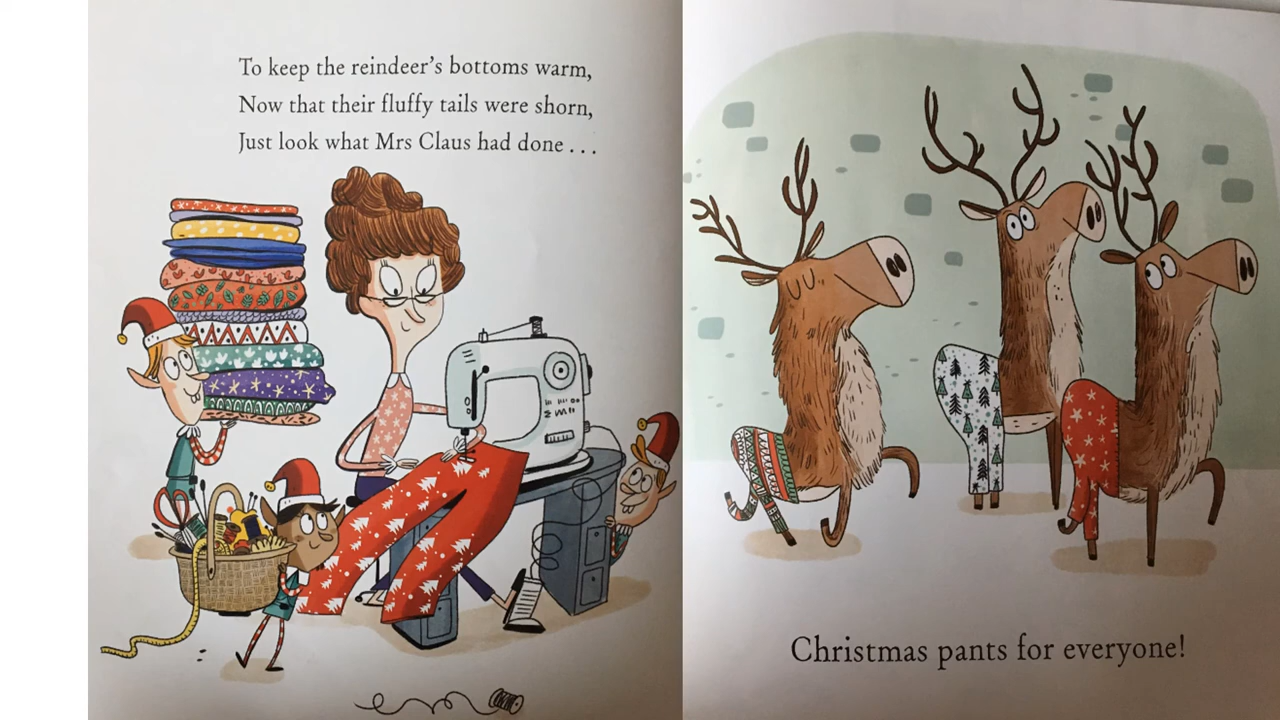 To keep the reindeer’s bottoms warm,
Now that their fluffy tails were shorn,
Just look what Mrs Claus had done . . .
Christmas pants for everyone!